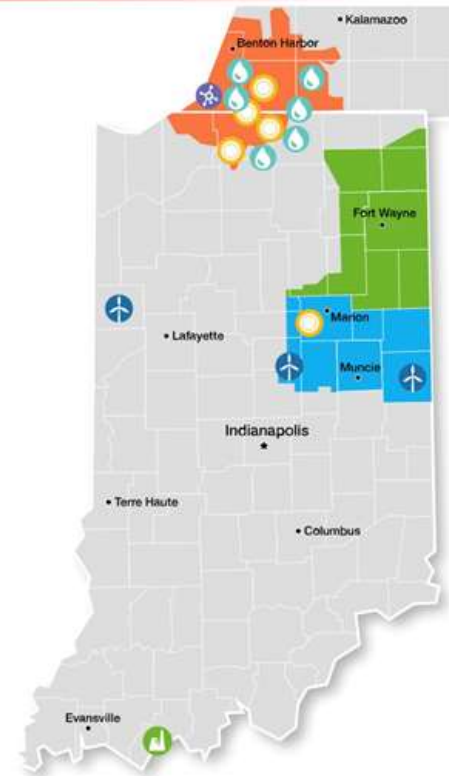 Kalamazoo
Benton Harbor
Fort Wayne
Marion
Lafayette
Muncie
Indianapolis
Terre Haute
Columbus
Evansville